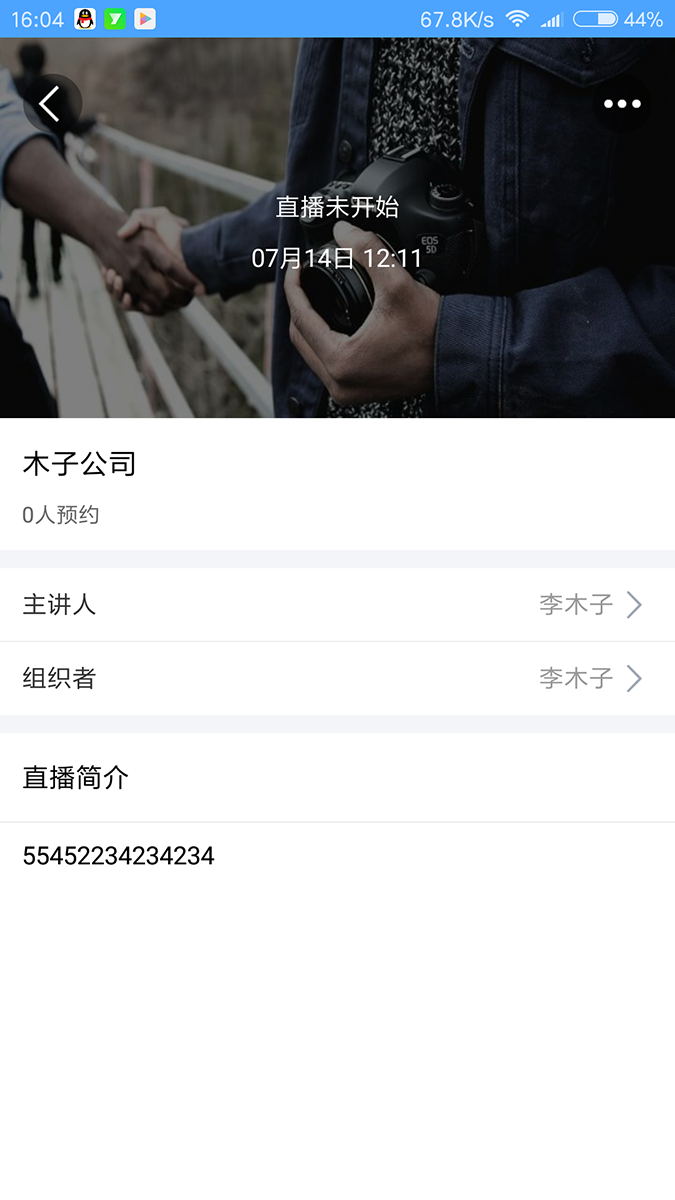 16:04 67.8K/s 44%
直播未开始
07月14日 12:11
EOS
5D
木子公司
0人预约
主讲人 李木子
组织者 李木子
直播简介
55452234234234